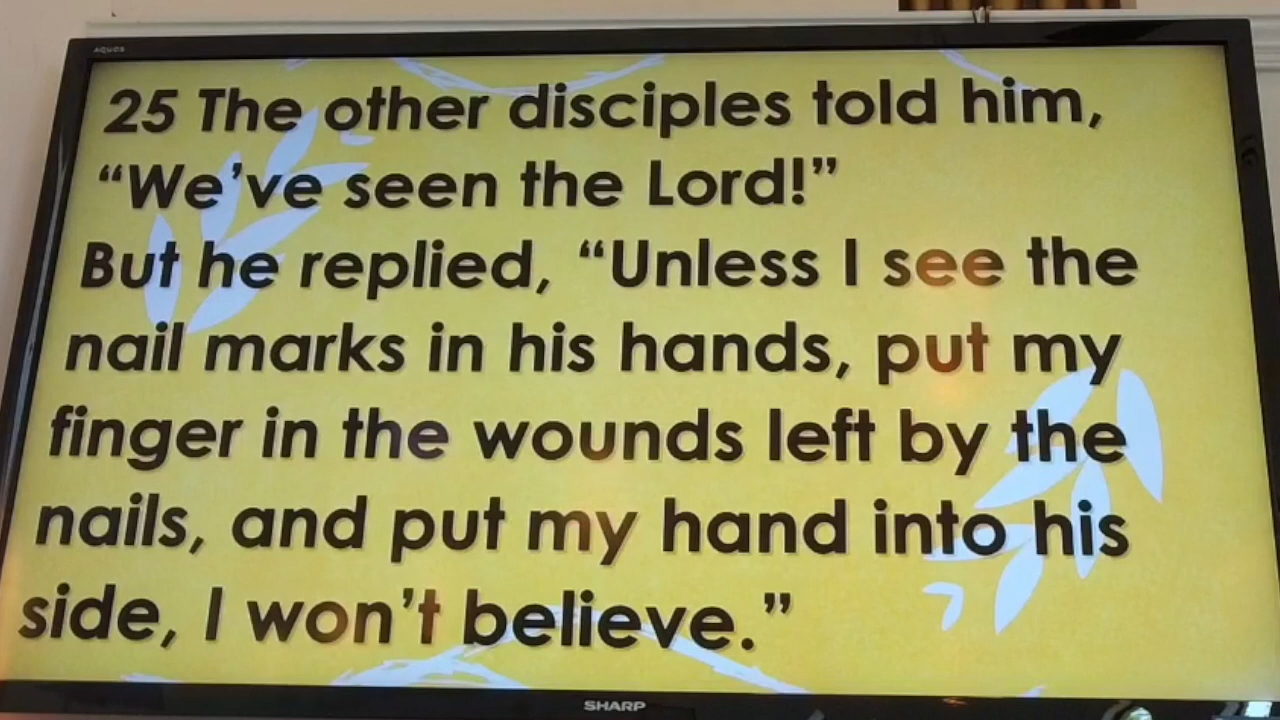 AQUOS
25 The other disciples told him,
“We’ve seen the Lord!”
But he replied, “Unless I see the
nail marks in his hands, put my
finger in the wounds left by the
nails, and put my hand into his
side, I won’t believe.”
SHARP